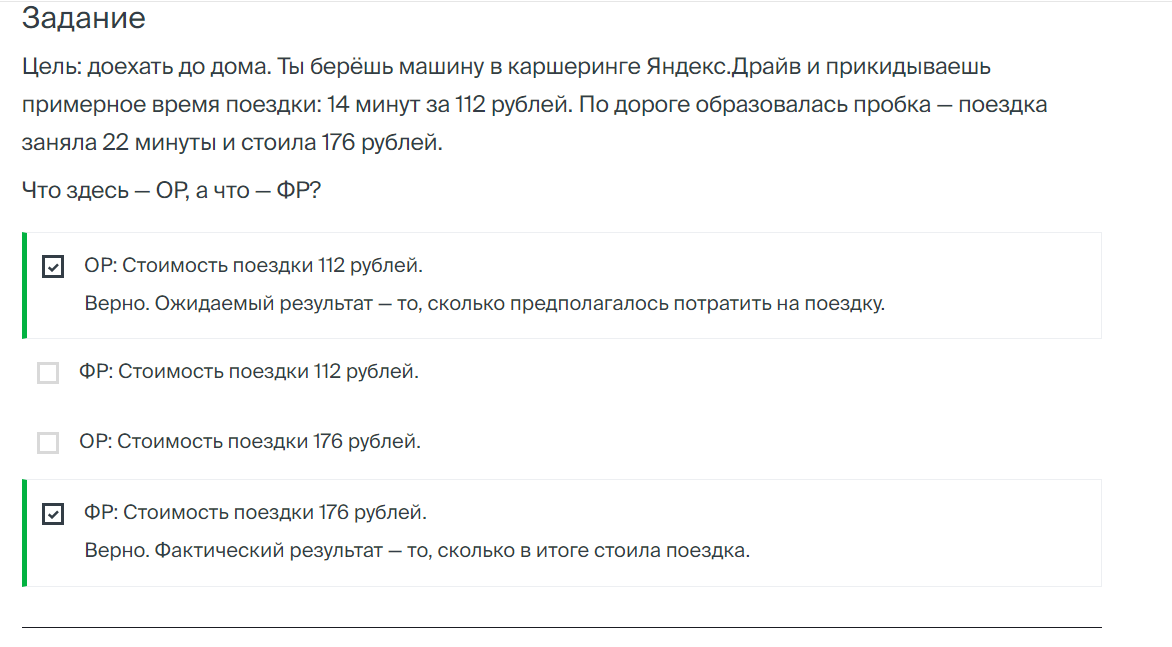 Задание
Цель: доехать до дома. Ты берёшь машину в каршеринге Яндекс.Драйв и прикидываешь
примерное время поездки: 14 минут за 112 рублей. По дороге образовалась пробка — поездка
заняла 22 минуты и стоила 176 рублей.
Что здесь — ОР, а что — ФР?
ОР: Стоимость поездки 112 рублей.
Верно. Ожидаемый результат — то, сколько предполагалось потратить на поездку.
ФР: Стоимость поездки 112 рублей.
ОР: Стоимость поездки 176 рублей.
ФР: Стоимость поездки 176 рублей.
Верно. Фактический результат — то, сколько в итоге стоила поездка.